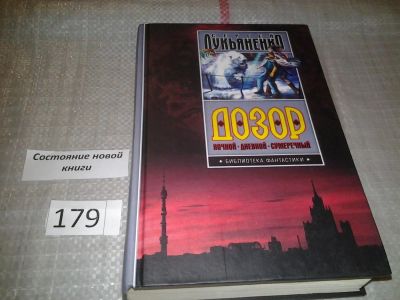 ЛУКЬЯНЕНКО
ДОЗОР
НОЧНОЙ • ДНЕВНОЙ • СУМЕРЕЧНЫЙ
• БИБЛИОТЕКА ФАНТАСТИКИ •
Состояние новой
книги
179